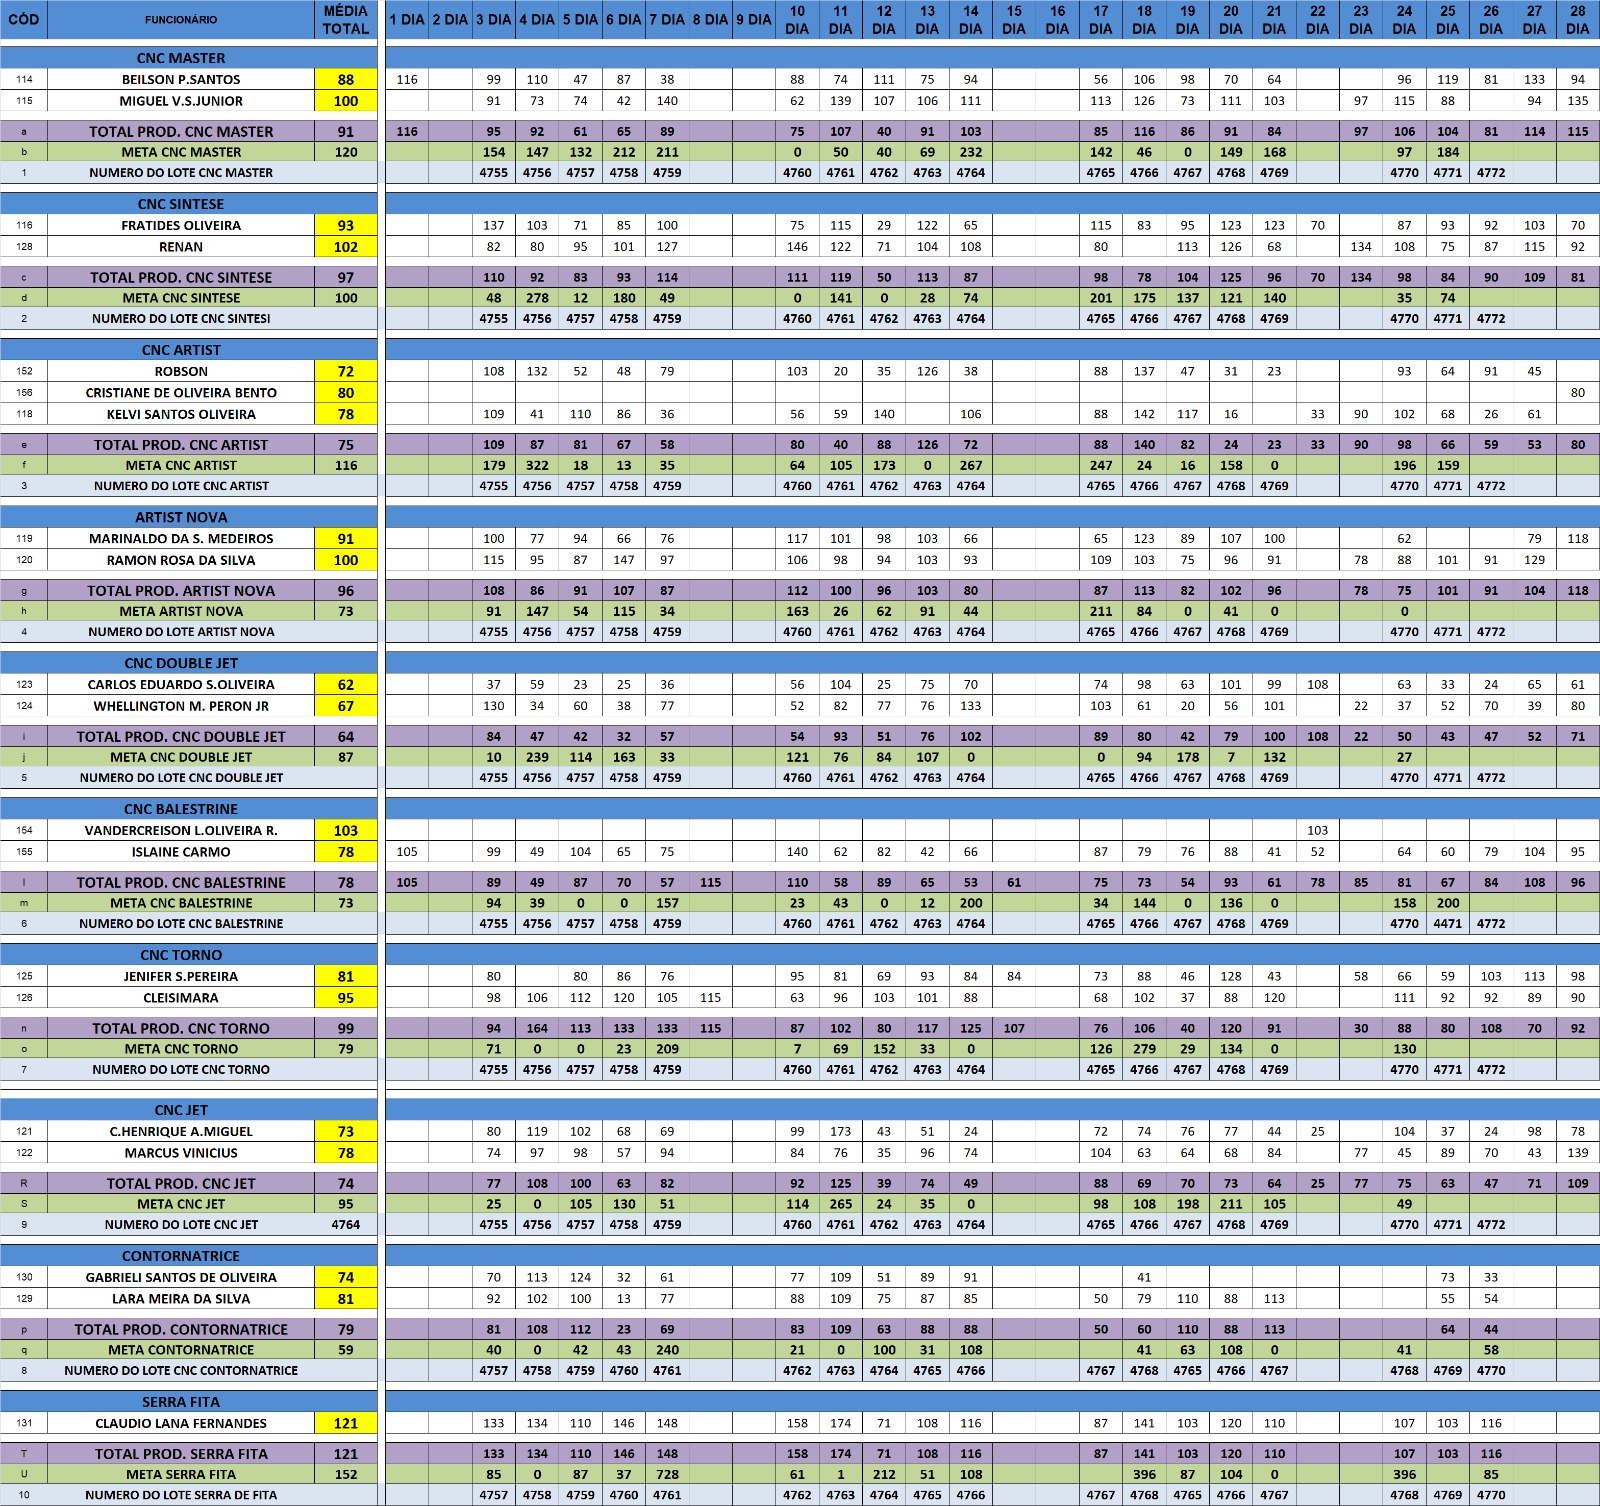 CÓD FUNCIONÁRIO MÉDIA TOTAL 1 DIA 2 DIA 3 DIA 4 DIA 5 DIA 6 DIA 7 DIA 8 DIA 9 DIA 10 DIA 11 DIA 12 DIA 13 DIA 14 DIA 15 DIA 16 DIA 17 DIA 18 DIA 19 DIA 20 DIA 21 DIA 22 DIA 23 DIA 24 DIA 25 DIA 26 DIA 27 DIA 28 DIA
CNC MASTER
114 BEILSON P.SANTOS 88 116 99 110 47 87 38 88 74 111 75 94 56 106 98 70 64 96 119 81 133 94
115 MIGUEL V.S.JUNIOR 100 91 73 74 42 140 62 139 107 106 111 113 126 73 111 103 97 115 88 94 135
a TOTAL PROD. CNC MASTER 91 116 95 92 61 65 89 75 107 40 91 103 85 116 86 91 84 97 106 104 81 114 115
b META CNC MASTER 120 154 147 132 212 211 0 50 40 69 232 142 46 0 149 168 97 184
1 NUMERO DO LOTE CNC MASTER 4755 4756 4757 4758 4759 4760 4761 4762 4763 4764 4765 4766 4767 4768 4769 4770 4771 4772
CNC SINTESE
116 FRATIDES OLIVEIRA 93 137 103 71 85 100 75 115 29 122 65 115 83 95 123 123 70 87 93 92 103 70
128 RENAN 102 82 80 95 101 127 146 122 71 104 108 80 113 126 68 134 108 75 87 115 92
c TOTAL PROD. CNC SINTESE 97 110 92 83 93 114 111 119 50 113 87 98 78 104 125 96 70 134 98 84 90 109 81
d META CNC SINTESE 100 48 278 12 180 49 0 141 0 28 74 201 175 137 121 140 35 74
2 NUMERO DO LOTE CNC SINTESI 4755 4756 4757 4758 4759 4760 4761 4762 4763 4764 4765 4766 4767 4768 4769 4770 4771 4772
CNC ARTIST
152 ROBSON 72 108 132 52 48 79 103 20 35 126 38 88 137 47 31 23 93 64 91 45
156 CRISTIANE DE OLIVEIRA BENTO 80 80
118 KELVI SANTOS OLIVEIRA 78 109 41 110 86 36 56 59 140 106 88 142 117 16 33 90 102 68 26 61
e TOTAL PROD. CNC ARTIST 75 109 87 81 67 58 80 40 88 126 72 88 140 82 24 23 33 90 98 66 59 53 80
f META CNC ARTIST 116 179 322 18 13 35 64 105 173 0 267 247 24 16 158 0 196 159
3 NUMERO DO LOTE CNC ARTIST 4755 4756 4757 4758 4759 4760 4761 4762 4763 4764 4765 4766 4767 4768 4769 4770 4771 4772
ARTIST NOVA
119 MARINALDO DA S. MEDEIROS 91 100 77 94 66 76 117 101 98 103 66 65 123 89 107 100 62 79 118
120 RAMON ROSA DA SILVA 100 115 95 87 147 97 106 98 94 103 93 109 103 75 96 91 78 88 101 91 129
g TOTAL PROD. ARTIST NOVA 96 108 86 91 107 87 112 100 96 103 80 87 113 82 102 96 78 75 101 91 104 118
h META ARTIST NOVA 73 91 147 54 115 34 163 26 62 91 44 211 84 0 41 0 0
4 NUMERO DO LOTE ARTIST NOVA 4755 4756 4757 4758 4759 4760 4761 4762 4763 4764 4765 4766 4767 4768 4769 4770 4771 4772
CNC DOUBLE JET
123 CARLOS EDUARDO S.OLIVEIRA 62 37 59 23 25 36 56 104 25 75 70 74 98 63 101 99 108 63 33 24 65 61
124 WHELLINGTON M. PERON JR 67 130 34 60 38 77 52 82 77 76 133 103 61 20 56 101 22 37 52 70 39 80
i TOTAL PROD. CNC DOUBLE JET 64 84 47 42 32 57 54 93 51 76 102 89 80 42 79 100 108 22 50 43 47 52 71
j META CNC DOUBLE JET 87 10 239 114 163 33 121 76 84 107 0 0 94 178 7 132 27
5 NUMERO DO LOTE CNC DOUBLE JET 4755 4756 4757 4758 4759 4760 4761 4762 4763 4764 4765 4766 4767 4768 4769 4770 4471 4772
CNC BALESTRINE
154 VANDERCREISON L.OLIVEIRA R. 103 103
155 ISLAINE CARMO 78 105 99 49 104 65 75 140 62 82 42 66 87 79 76 88 41 52 64 60 79 104 95
l TOTAL PROD. CNC BALESTRINE 78 105 89 49 87 70 57 115 110 58 89 65 53 61 75 73 54 93 61 78 85 81 67 84 108 96
m META CNC BALESTRINE 73 94 39 0 0 157 23 43 0 12 200 34 144 0 136 0 158 200
6 NUMERO DO LOTE CNC BALESTRINE 4755 4756 4757 4758 4759 4760 4761 4762 4763 4764 4765 4766 4767 4768 4769 4770 4471 4772
CNC TORNO
125 JENIFER S.PEREIRA 81 80 80 86 76 95 81 69 93 84 84 73 88 46 128 43 58 66 59 103 113 98
126 CLEISIMARA 95 98 106 112 120 105 115 63 96 103 101 88 68 102 37 88 120 111 92 92 89 90
n TOTAL PROD. CNC TORNO 99 94 164 113 133 133 115 87 102 80 117 125 107 76 106 40 120 91 30 88 80 108 70 92
o META CNC TORNO 79 71 0 0 23 209 7 69 152 33 0 126 279 29 134 0 130
7 NUMERO DO LOTE CNC TORNO 4755 4756 4757 4758 4759 4760 4761 4762 4763 4764 4765 4766 4767 4768 4769 4770 4771 4772
CNC JET
121 C.HENRIQUE A.MIGUEL 73 80 119 102 68 69 99 173 43 51 24 72 74 76 77 44 25 104 37 24 98 78
122 MARCUS VINICIUS 78 74 97 98 57 94 84 76 35 96 74 104 63 64 68 84 77 45 89 70 43 139
R TOTAL PROD. CNC JET 74 77 108 100 63 82 92 125 39 74 49 88 69 70 73 64 25 77 75 63 47 71 109
S META CNC JET 95 25 0 105 130 51 114 265 24 35 0 98 108 198 211 105 49
9 NUMERO DO LOTE CNC JET 4764 4755 4756 4757 4758 4759 4760 4761 4762 4763 4764 4765 4766 4767 4768 4769 4770 4771 4772
CONTORNATRICE
130 GABRIELI SANTOS DE OLIVEIRA 74 70 113 124 32 61 77 109 51 89 91 41 73 33
129 LARA MEIRA DA SILVA 81 92 102 100 13 77 88 109 75 87 85 50 79 110 88 113 55 54
p TOTAL PROD. CONTORNATRICE 79 81 108 112 23 69 83 109 63 88 88 50 60 110 88 113 64 44
q META CONTORNATRICE 59 40 0 42 43 240 21 0 100 31 108 41 63 108 0 41 58
8 NUMERO DO LOTE CNC CONTORNATRICE 4757 4758 4759 4760 4761 4762 4763 4764 4765 4766 4767 4768 4765 4766 4767 4768 4769 4770
SERRA FITA
131 CLAUDIO LANA FERNANDES 121 133 134 110 146 148 158 174 71 108 116 87 141 103 120 110 107 103 116
T TOTAL PROD. SERRA FITA 121 133 134 110 146 148 158 174 71 108 116 87 141 103 120 110 107 103 116
U META SERRA FITA 152 85 0 87 37 728 61 1 212 51 108 396 87 104 0 396 85
10 NUMERO DO LOTE SERRA DE FITA 4757 4758 4759 4760 4761 4762 4763 4764 4765 4766 4767 4768 4765 4766 4767 4768 4769 4770